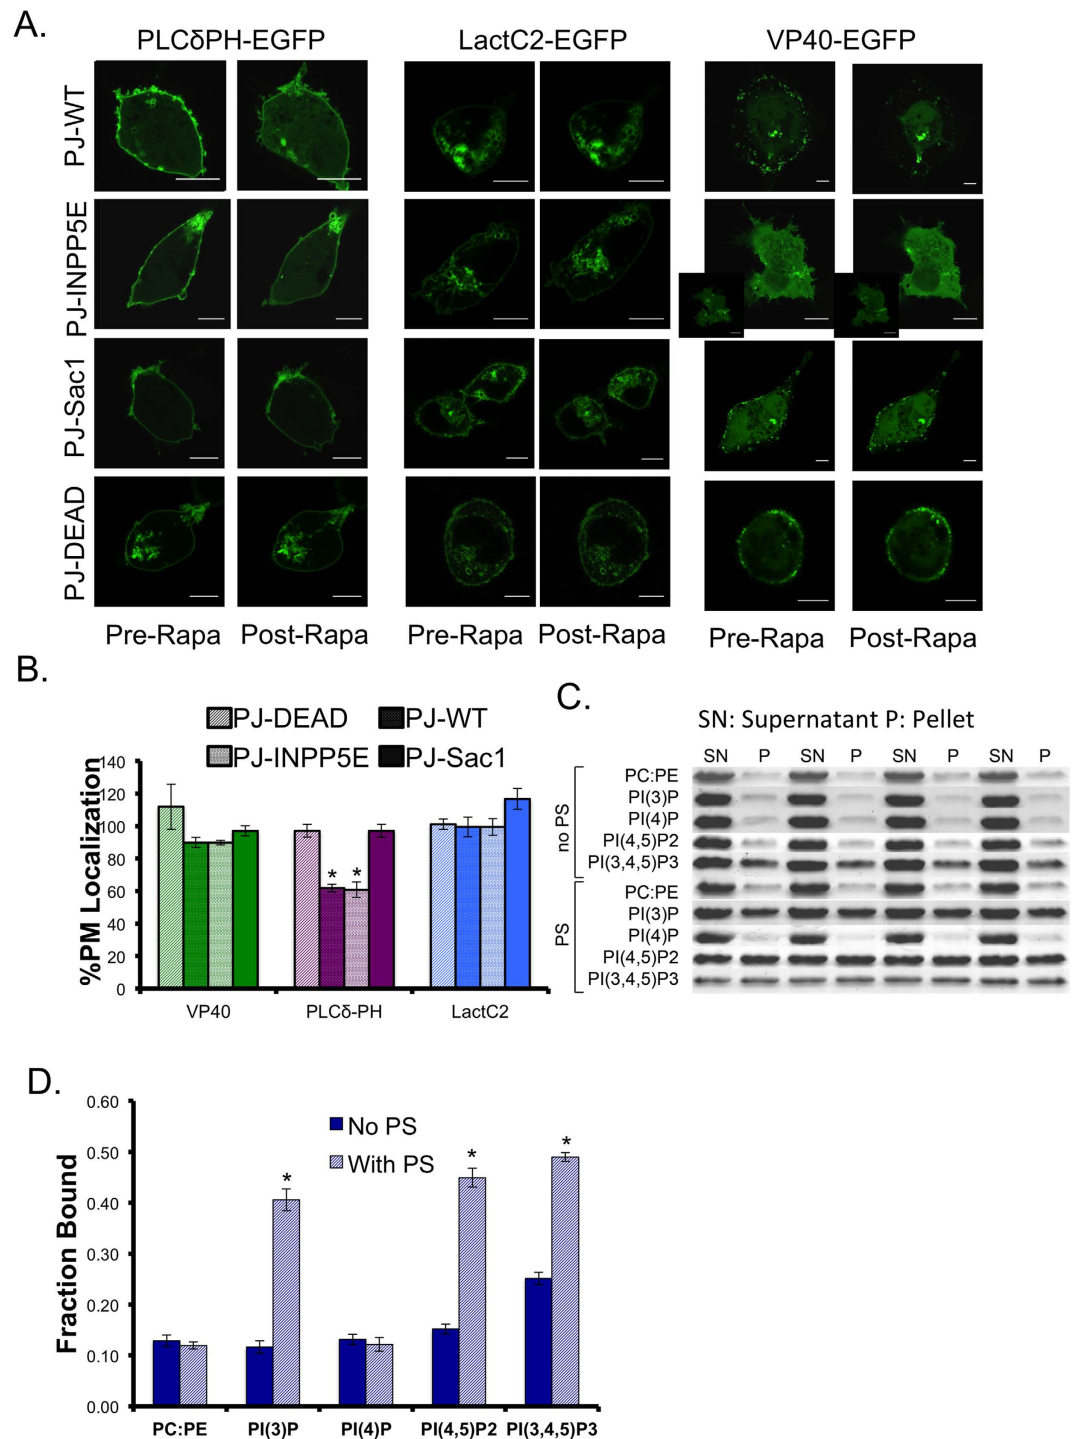 A.
PLCδPH-EGFP LactC2-EGFP VP40-EGFP
PJ-WT
PJ-INPP5E
PJ-Sac1
PJ-DEAD
Pre-Rapa Post-Rapa Pre-Rapa Post-Rapa Pre-Rapa Post-Rapa
B.
PJ-DEAD PJ-WT
PJ-INPP5E PJ-Sac1
%PM Localization
140
120
100
80
60
40
20
0
* *
VP40 PLCδ-PH LactC2
C.
SN: Supernatant P: Pellet
SN P SN P SN P SN P
no PS
PC:PE
PI(3)P
PI(4)P
PI(4,5)P2
PI(3,4,5)P3
PS
PC:PE
PI(3)P
PI(4)P
PI(4,5)P2
PI(3,4,5)P3
D.
Fraction Bound
0.60
0.50
0.40
0.30
0.20
0.10
0.00
No PS
With PS
* * *
PC:PE PI(3)P PI(4)P PI(4,5)P2 PI(3,4,5)P3